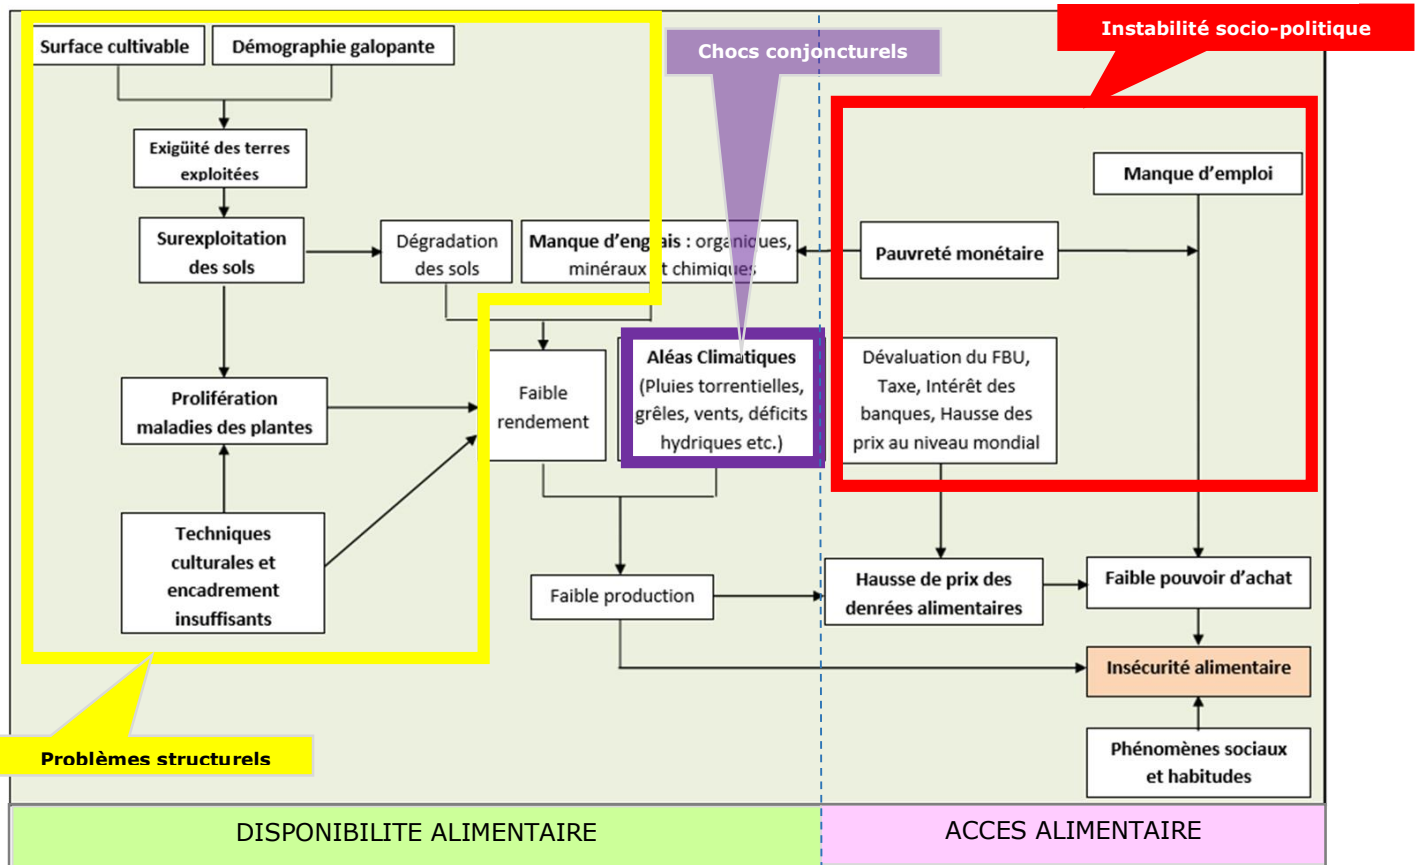 Surface cultivable
Démographie galopante
Chocs conjoncturels
Instabilité socio-politique
Exigüité des terres
exploitées
Manque d'emploi
Surexploitation
des sols
Dégradation
des sols
Manque d'engrais : organiques,
minéraux et chimiques
Pauvreté monétaire
Prolifération
maladies des plantes
Faible
rendement
Aléas Climatiques
(Pluies torrentielles,
grêles, vents, déficits
hydriques etc.)
Dévaluation du FBU,
Taxe, Intérêt des
banques, Hausse des
prix au niveau mondial
Techniques
culturales et
encadrement
insuffisants
Faible production
Hausse de prix des
denrées alimentaires
Faible pouvoir d'achat
Insécurité alimentaire
Problèmes structurels
Phénomènes sociaux
et habitudes
DISPONIBILITE ALIMENTAIRE
ACCES ALIMENTAIRE